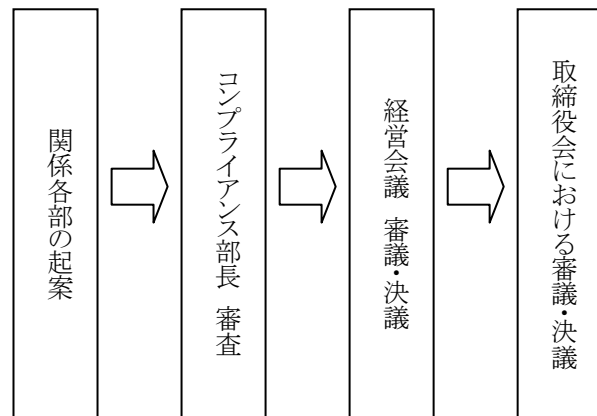 関係各部の起案
コンプライアンス部長 審査
経営会議 審議・決議
取締役会における審議・決議